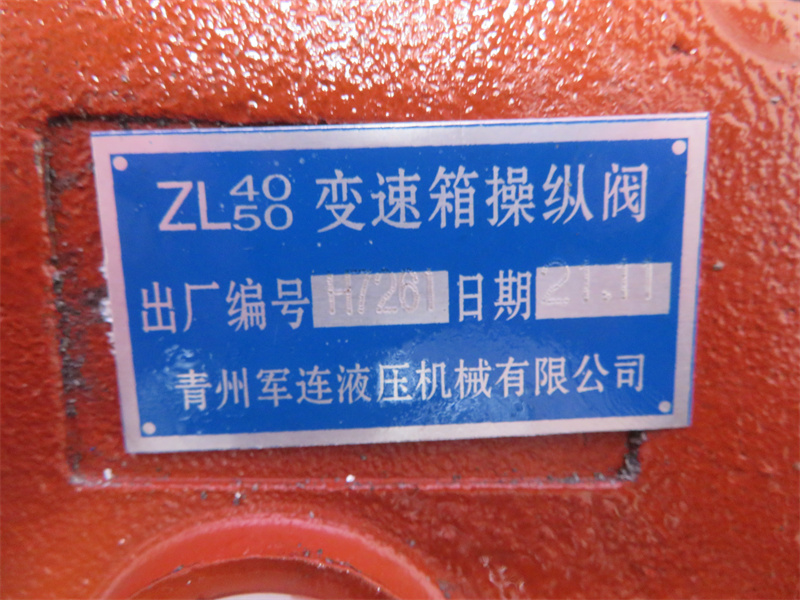 ZL40/50 变速箱操纵阀
出厂编号 H7261 日期 21.11
青州军连液压机械有限公司